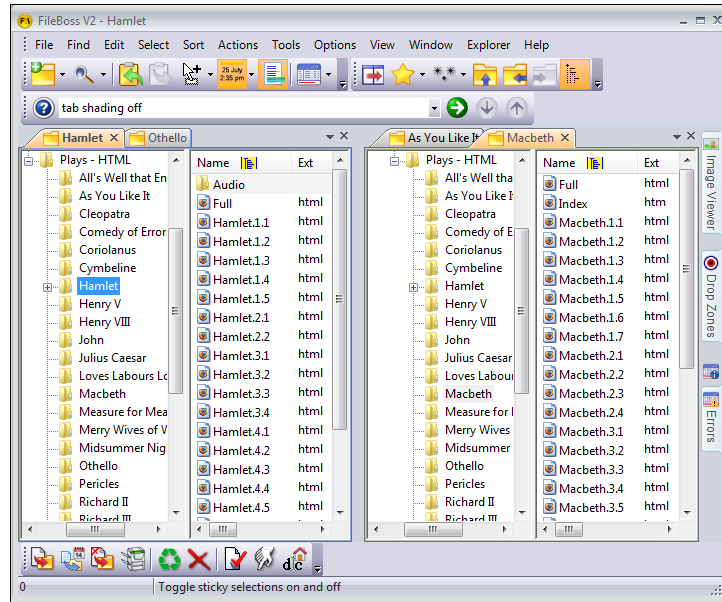 FileBoss V2 - Hamlet
File Find Edit Select Sort Actions Tools Options View Window Explorer Help
25 July
2:35 pm
tab shading off
Hamlet Othello
Plays - HTML
All's Well that En
As You Like It
Cleopatra
Comedy of Error
Coriolanus
Cymbeline
Hamlet
Henry V
Henry VIII
John
Julius Caesar
Loves Labours Lo
Macbeth
Measure for Mea
Merry Wives of W
Midsummer Nig
Othello
Pericles
Richard II
Richard III
Name Ext
Audio
Full html
Hamlet.1.1 html
Hamlet.1.2 html
Hamlet.1.3 html
Hamlet.1.4 html
Hamlet.1.5 html
Hamlet.2.1 html
Hamlet.2.2 html
Hamlet.3.1 html
Hamlet.3.2 html
Hamlet.3.3 html
Hamlet.3.4 html
Hamlet.4.1 html
Hamlet.4.2 html
Hamlet.4.3 html
Hamlet.4.4 html
Hamlet.4.5 html
As You Like It Macbeth
Plays - HTML
All's Well tha
As You Like It
Cleopatra
Comedy of E
Coriolanus
Cymbeline
Hamlet
Henry V
Henry VIII
John
Julius Caesar
Loves Labour
Macbeth
Measure for I
Merry Wives
Midsummer
Othello
Pericles
Richard II
Richard III
Name Ext
Full html
Index htm
Macbeth.1.1 html
Macbeth.1.2 html
Macbeth.1.3 html
Macbeth.1.4 html
Macbeth.1.5 html
Macbeth.1.6 html
Macbeth.1.7 html
Macbeth.2.1 html
Macbeth.2.2 html
Macbeth.2.3 html
Macbeth.2.4 html
Macbeth.3.1 html
Macbeth.3.2 html
Macbeth.3.3 html
Macbeth.3.4 html
Macbeth.3.5 html
Image Viewer
Drop Zones
Errors
14
d c
0 Toggle sticky selections on and off